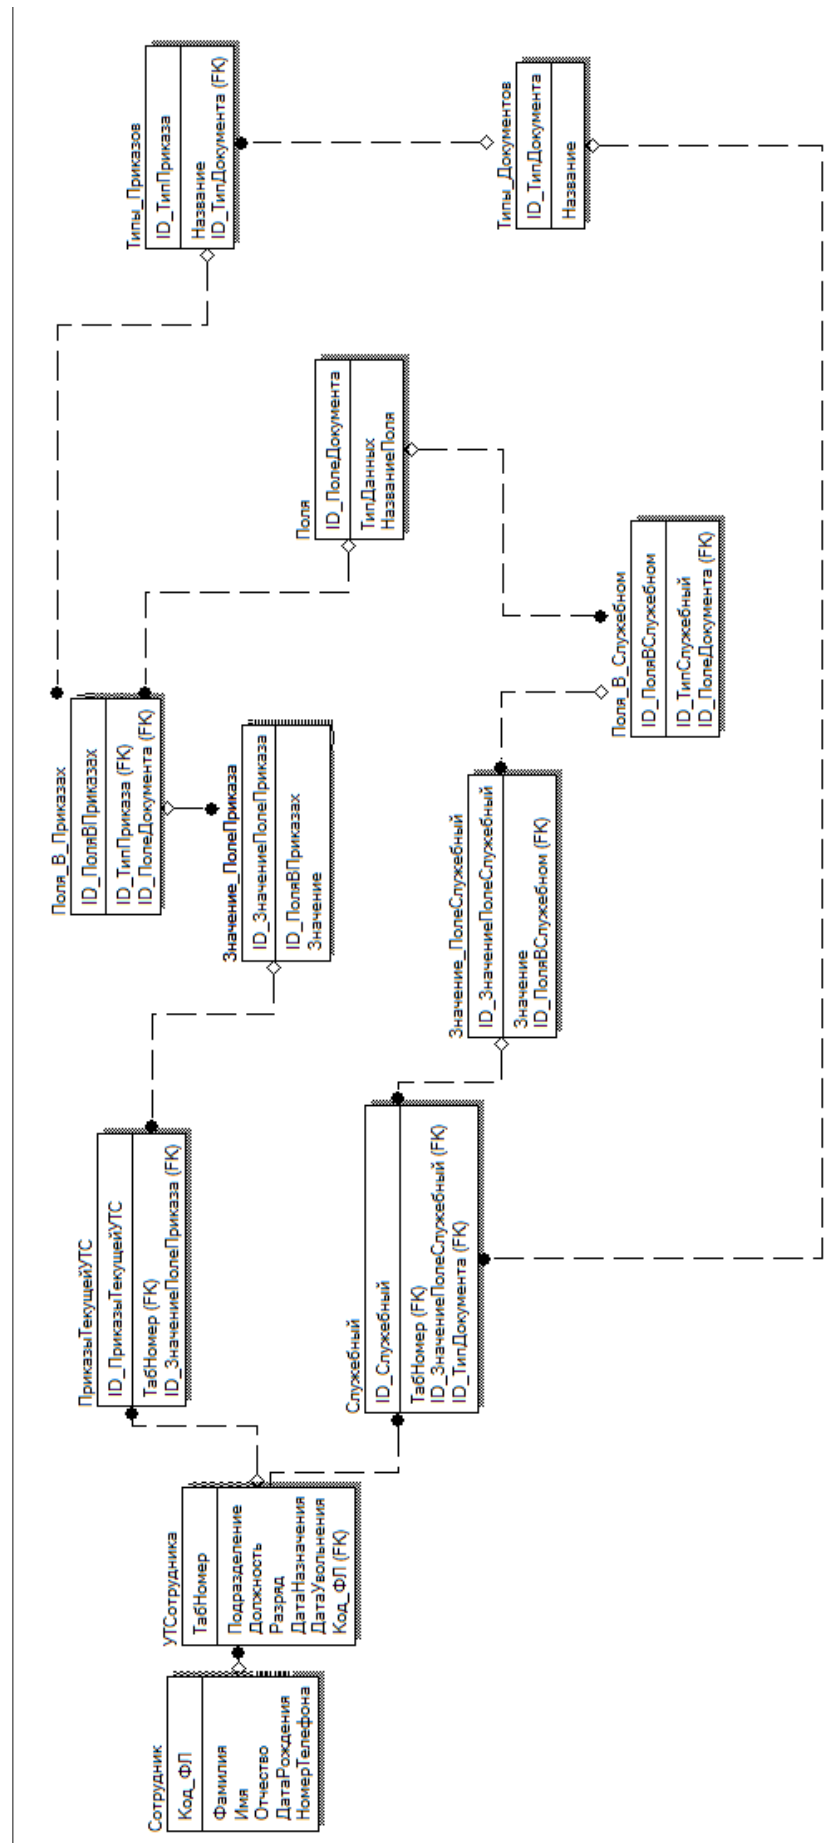 Сотрудник
Код_ФЛ
Фамилия
Имя
Отчество
ДатаРождения
НомерТелефона
УТСотрудника
ТабНомер
Подразделение
Должность
Разряд
ДатаНазначения
ДатаУвольнения
Код_ФЛ (FK)
ПриказыТекущейУТС
ID_ПриказыТекущейУТС
ТабНомер (FK)
ID_ЗначениеПолеПриказа (FK)
Служебный
ID_Служебный
ТабНомер (FK)
ID_ЗначениеПолеСлужебный (FK)
ID_ТипДокумента (FK)
Поля_В_Приказах
ID_ПоляВПриказах
ID_ТипПриказа (FK)
ID_ПолеДокумента (FK)
Значение_ПолеПриказа
ID_ЗначениеПолеПриказа
ID_ПоляВПриказах
Значение
Значение_ПолеСлужебный
ID_ЗначениеПолеСлужебный
Значение
ID_ПоляВСлужебном (FK)
Поля
ID_ПолеДокумента
ТипДанных
НазваниеПоля
Поля_В_Служебном
ID_ПоляВСлужебном
ID_ТипСлужебный
ID_ПолеДокумента (FK)
Типы_Приказов
ID_ТипПриказа
Название
ID_ТипДокумента (FK)
Типы_Документов
ID_ТипДокумента
Название